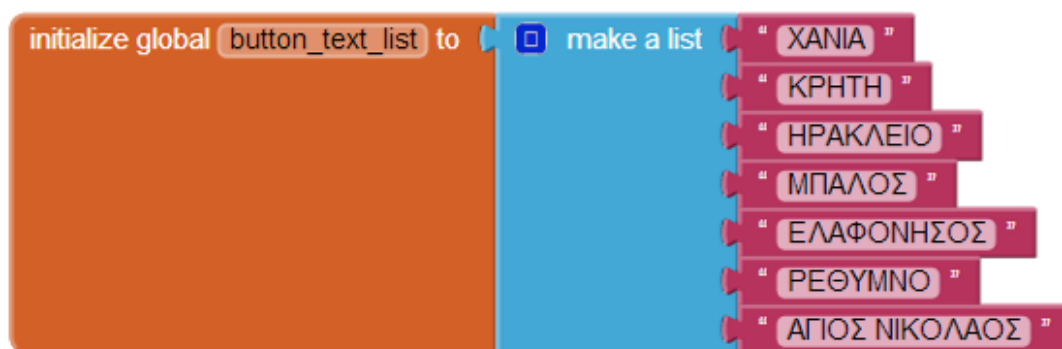 initialize global button_text_list to make a list " ΧΑΝΙΑ "
" ΚΡΗΤΗ "
" ΗΡΑΚΛΕΙΟ "
" ΜΠΑΛΟΣ "
" ΕΛΑΦΟΝΗΣΟΣ "
" ΡΕΘΥΜΝΟ "
" ΑΓΙΟΣ ΝΙΚΟΛΑΟΣ "